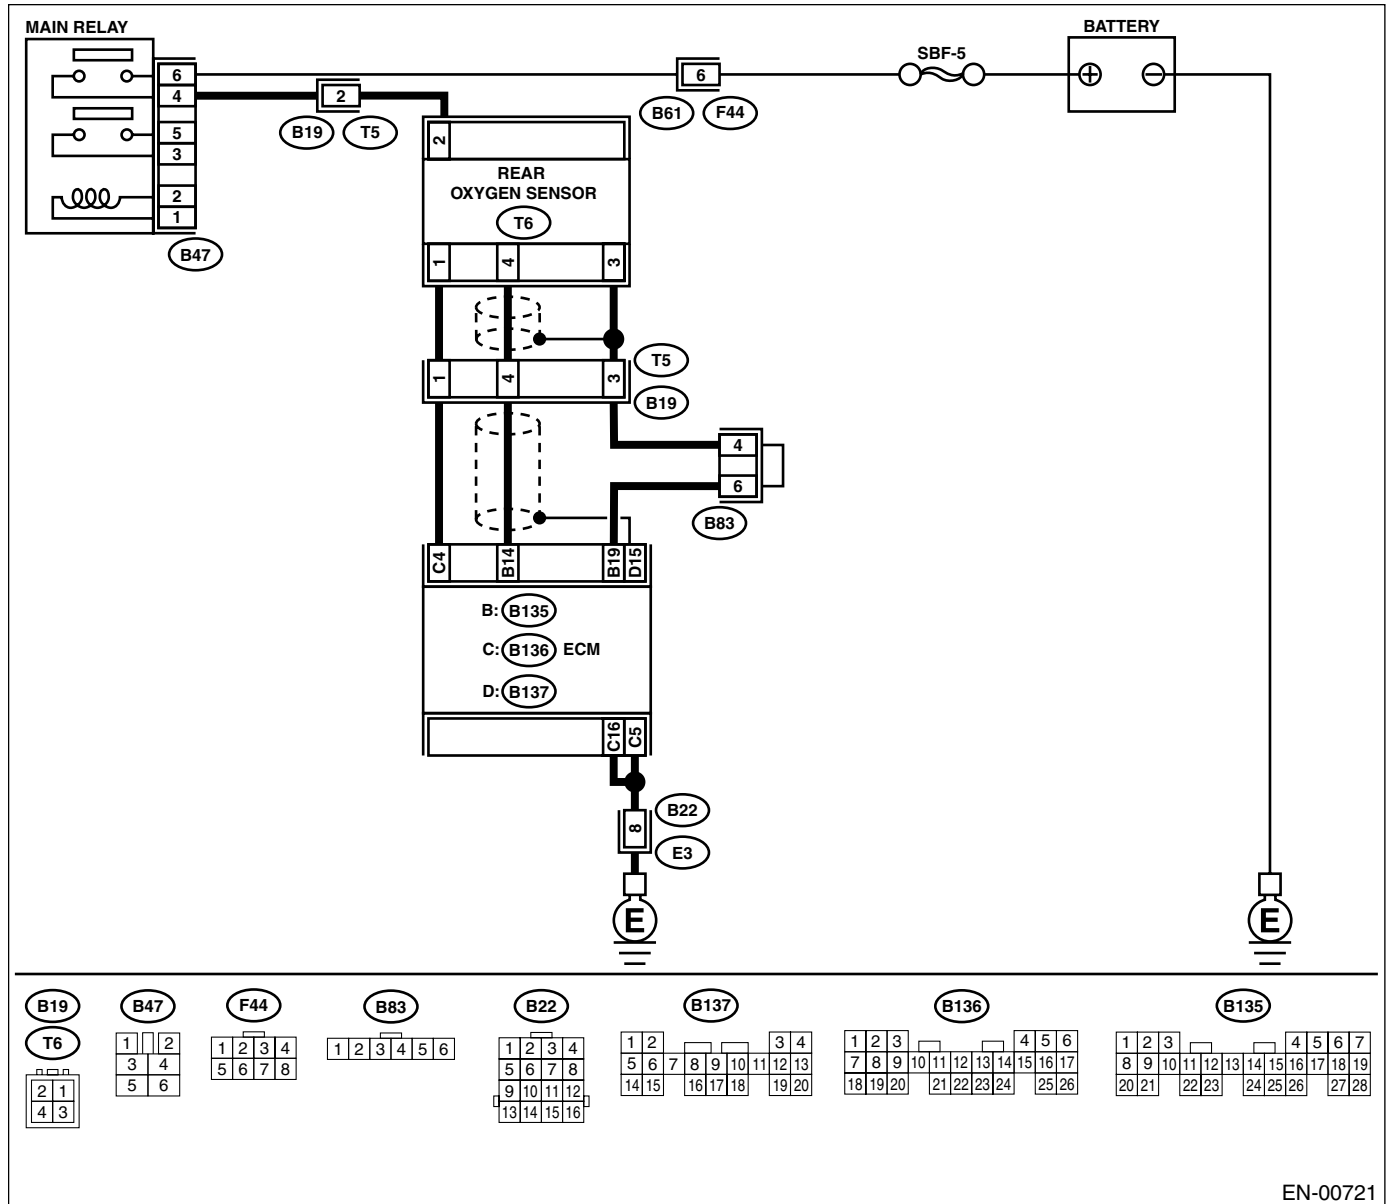 MAIN RELAY
BATTERY
SBF-5
6
4
5
3
2
1
B47
2
B19 T5
6
B61 F44
2
REAR
OXYGEN SENSOR
T6
1 4 3
T5
1 4 3
B19
4
6
B83
C4 B14 B19 D15
B: B135
C: B136 ECM
D: B137
C16 C5
B22
8
E3
E E
B19
T6
2 1
4 3
B47
1 2
3 4
5 6
F44
1 2 3 4
5 6 7 8
B83
1 2 3 4 5 6
B22
1 2 3 4
5 6 7 8
9 10 11 12
13 14 15 16
B137
1 2 3 4
5 6 7 8 9 10 11 12 13
14 15 16 17 18 19 20
B136
1 2 3 4 5 6
7 8 9 10 11 12 13 14 15 16 17
18 19 20 21 22 23 24 25 26
B135
1 2 3 4 5 6 7
8 9 10 11 12 13 14 15 16 17 18 19
20 21 22 23 24 25 26 27 28
EN-00721